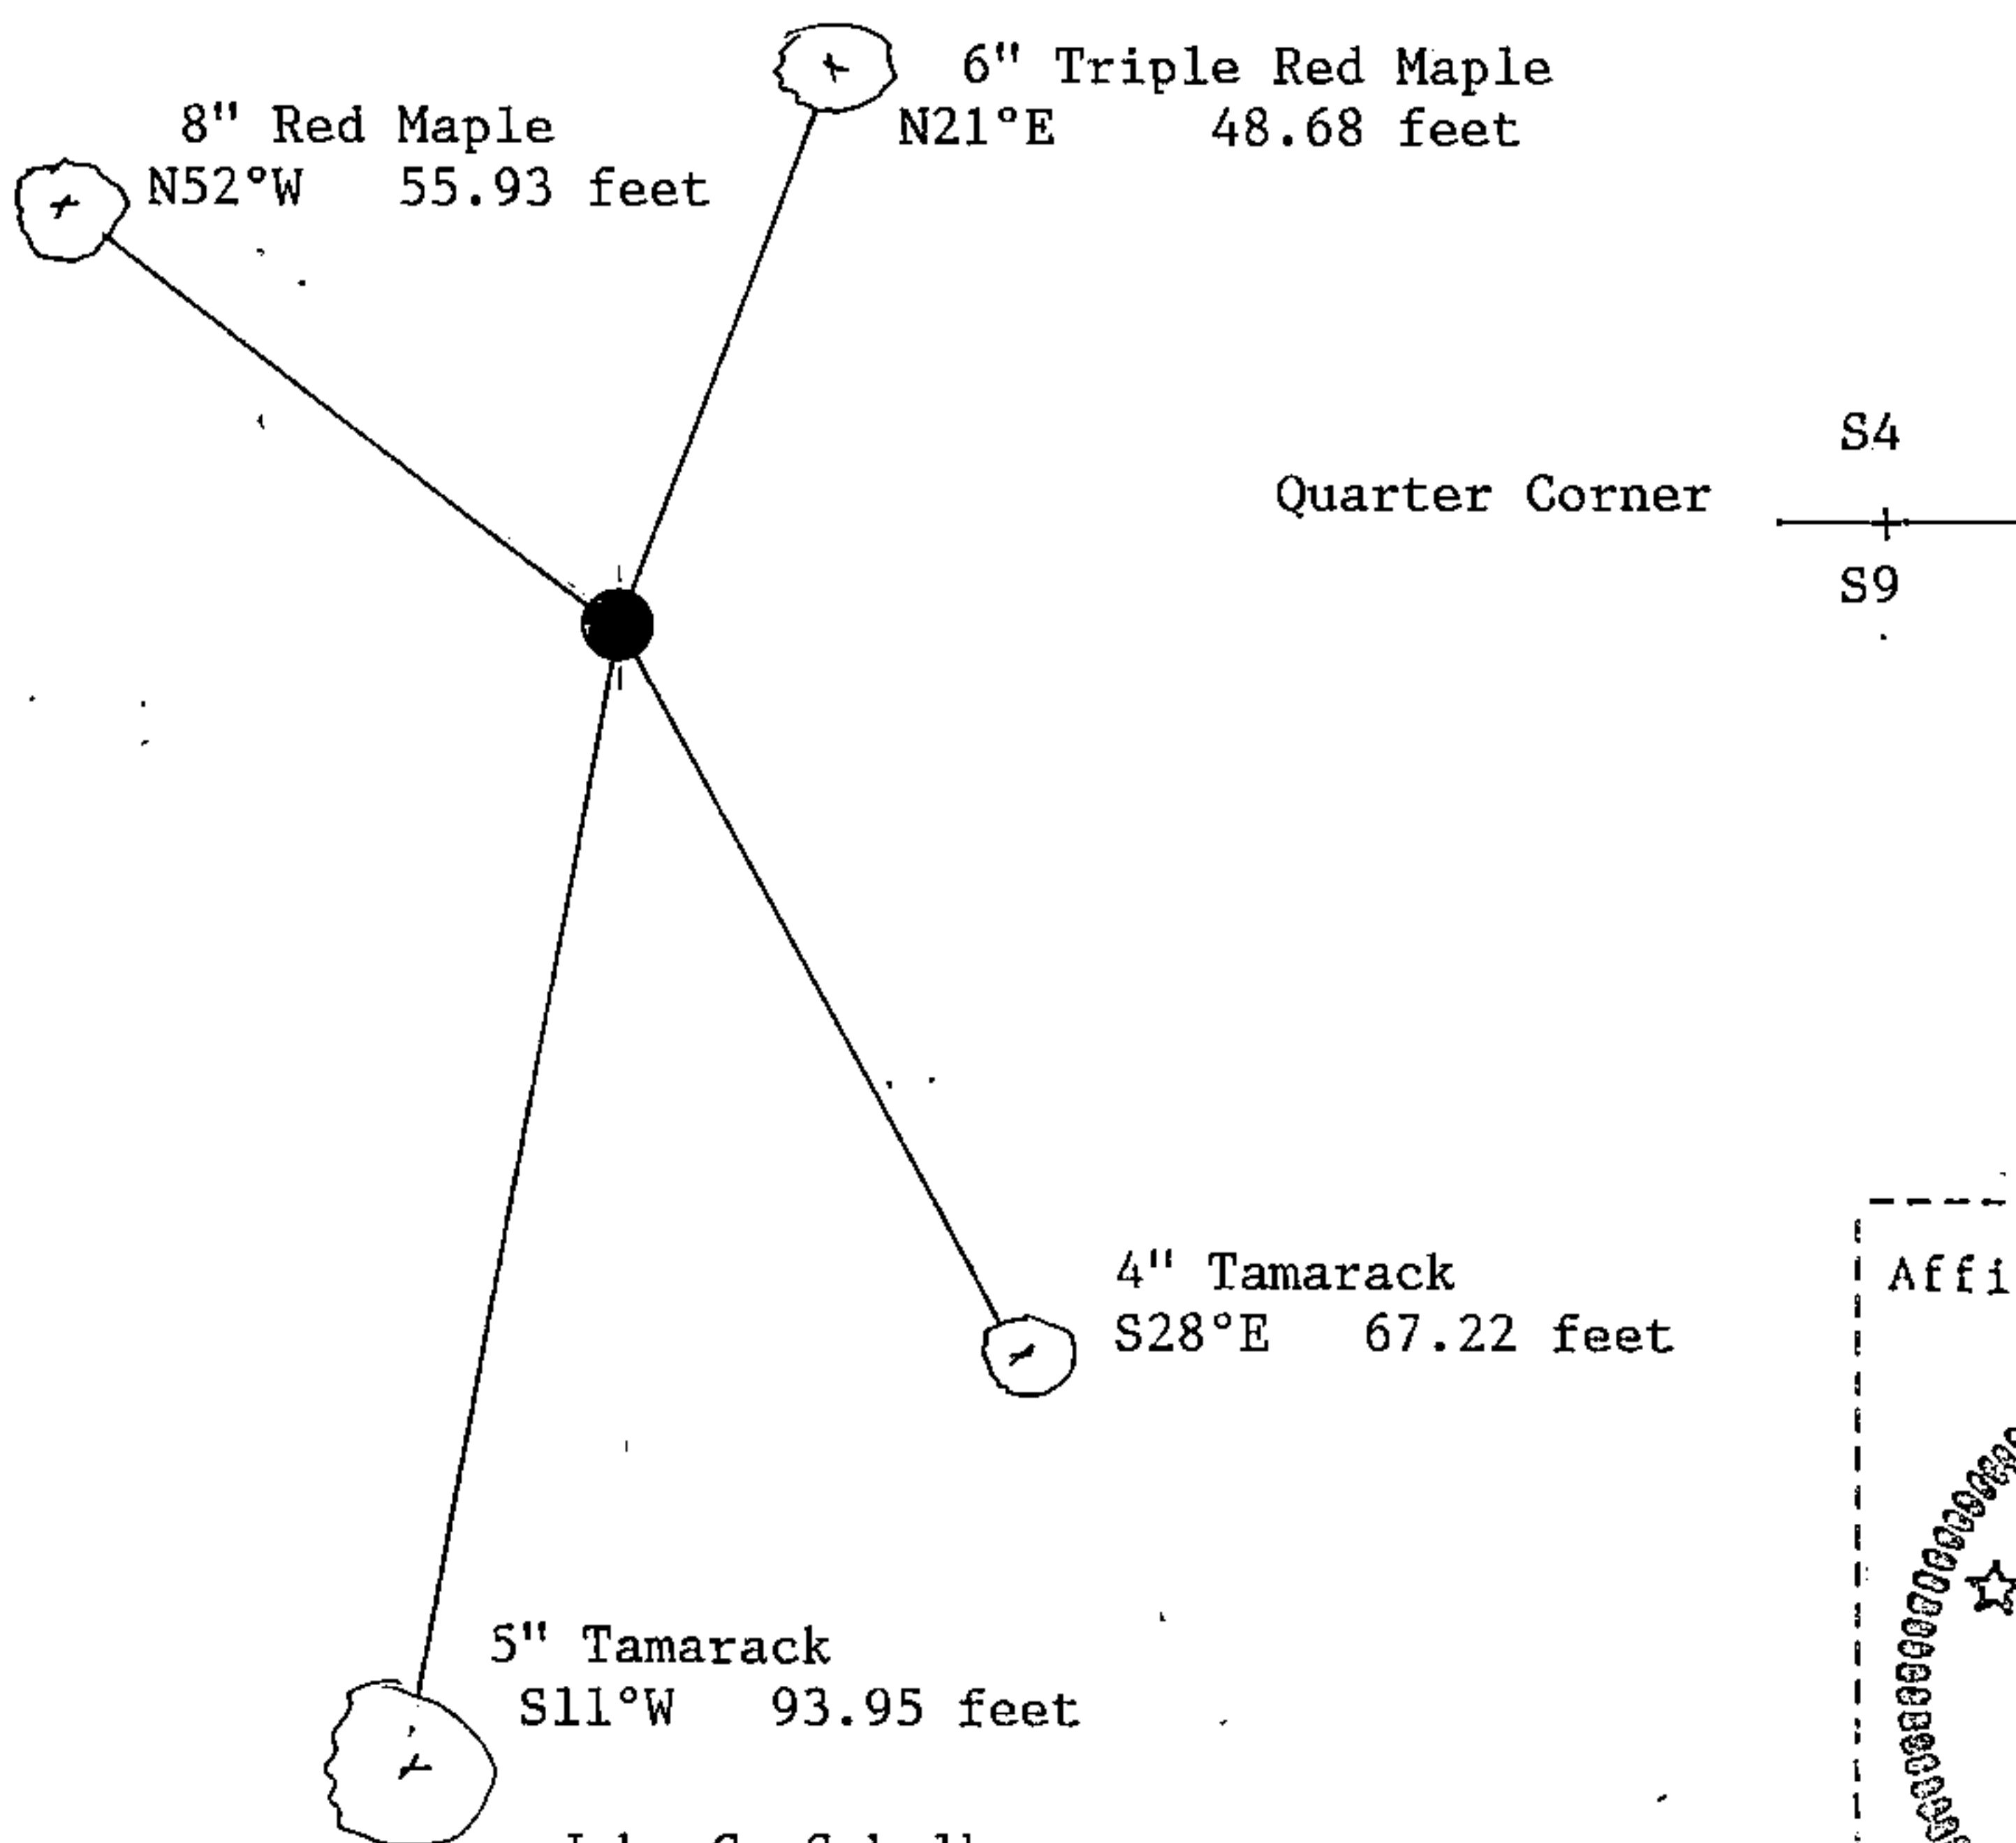 6" Triple Red Maple
N21°E 48.68 feet
8" Red Maple
N52°W 55.93 feet
S4
Quarter Corner
S9
4" Tamarack
S28°E 67.22 feet
Affi
5" Tamarack
S11°W 93.95 feet